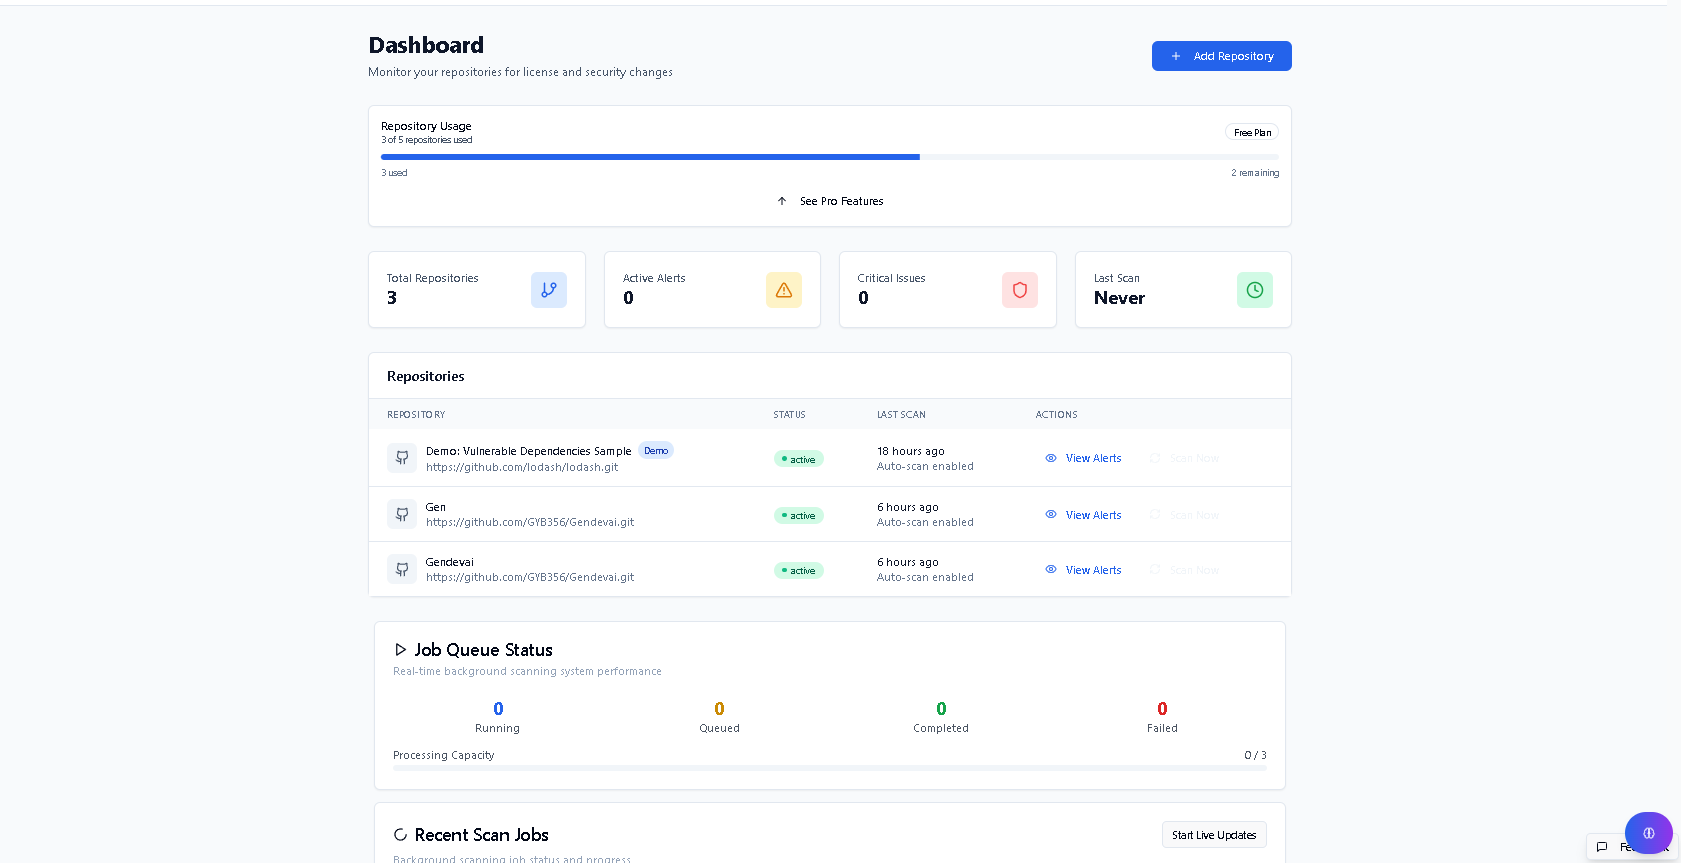 Dashboard
Monitor your repositories for license and security changes
Add Repository
Repository Usage
3 of 5 repositories used
Free Plan
3 used
2 remaining
See Pro Features
Total Repositories
3
Active Alerts
0
Critical Issues
0
Last Scan
Never
Repositories
REPOSITORY STATUS LAST SCAN ACTIONS
Demo: Vulnerable Dependencies Sample Demo
https://github.com/lodash/lodash.git
active
18 hours ago
Auto-scan enabled
View Alerts
Scan Now
Gen
https://github.com/GYB356/Gendevai.git
active
6 hours ago
Auto-scan enabled
View Alerts
Scan Now
Gendevai
https://github.com/GYB356/Gendevai.git
active
6 hours ago
Auto-scan enabled
View Alerts
Scan Now
Job Queue Status
Real-time background scanning system performance
0
Running
0
Queued
0
Completed
0
Failed
Processing Capacity
0 / 3
Recent Scan Jobs
Start Live Updates
Background scanning job status and progress